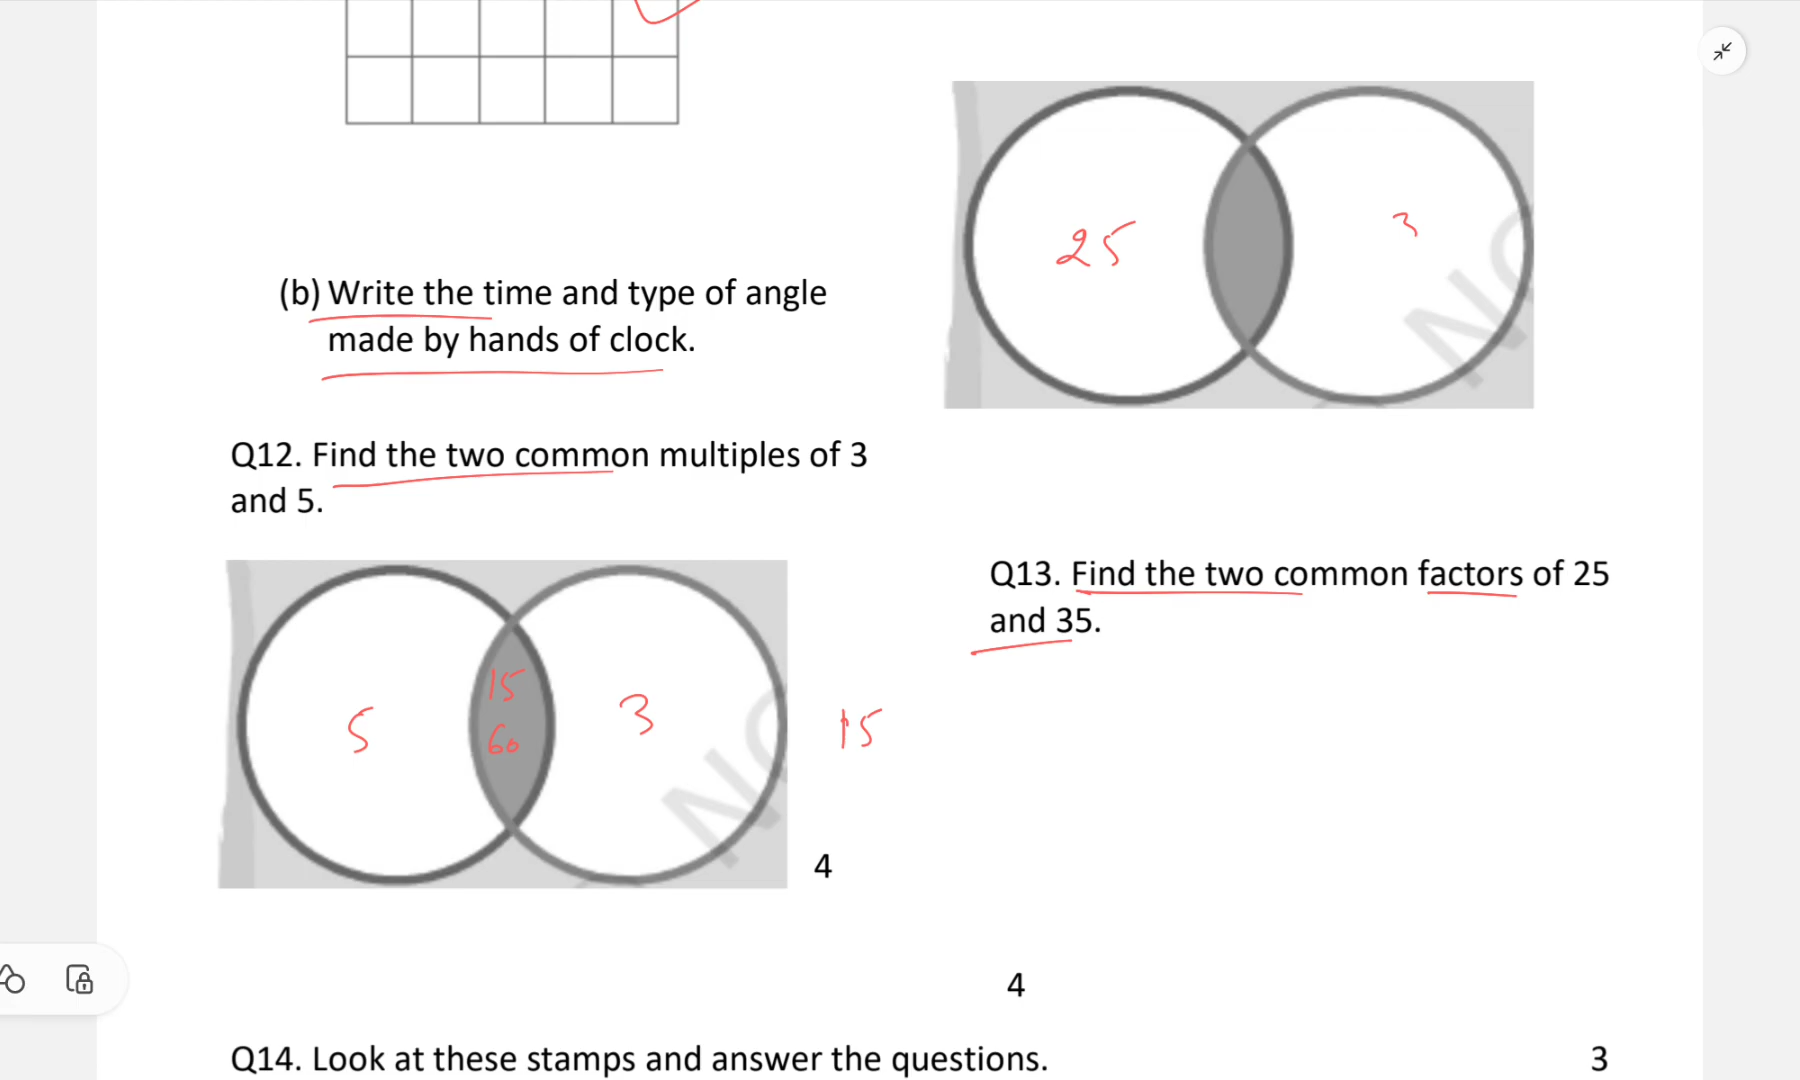 (b) Write the time and type of angle
made by hands of clock.
Q12. Find the two common multiples of 3
and 5.
5
15
60
3
15
4
25
3
Q13. Find the two common factors of 25
and 35.
4
Q14. Look at these stamps and answer the questions.
3